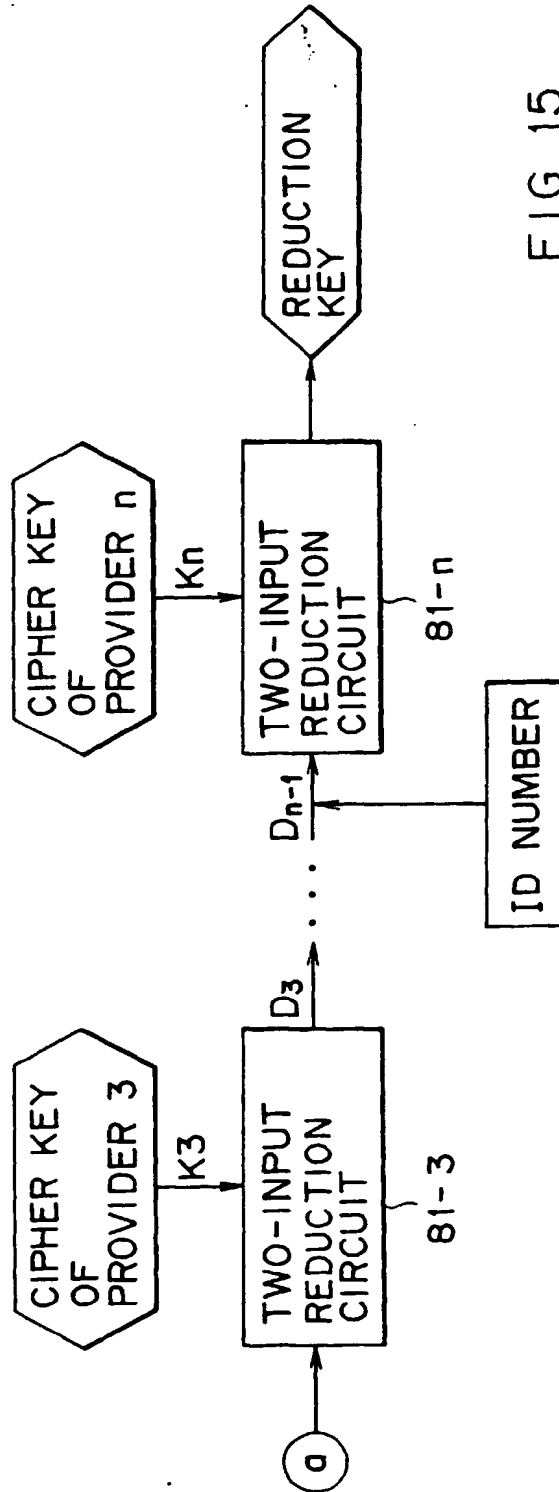 CIPHER KEY
OF
PROVIDER 3
K3
a
TWO-INPUT
REDUCTION
CIRCUIT
81-3
D3
. . .
Dn-1
ID NUMBER
CIPHER KEY
OF
PROVIDER n
Kn
TWO-INPUT
REDUCTION
CIRCUIT
81-n
REDUCTION
KEY
FIG 15